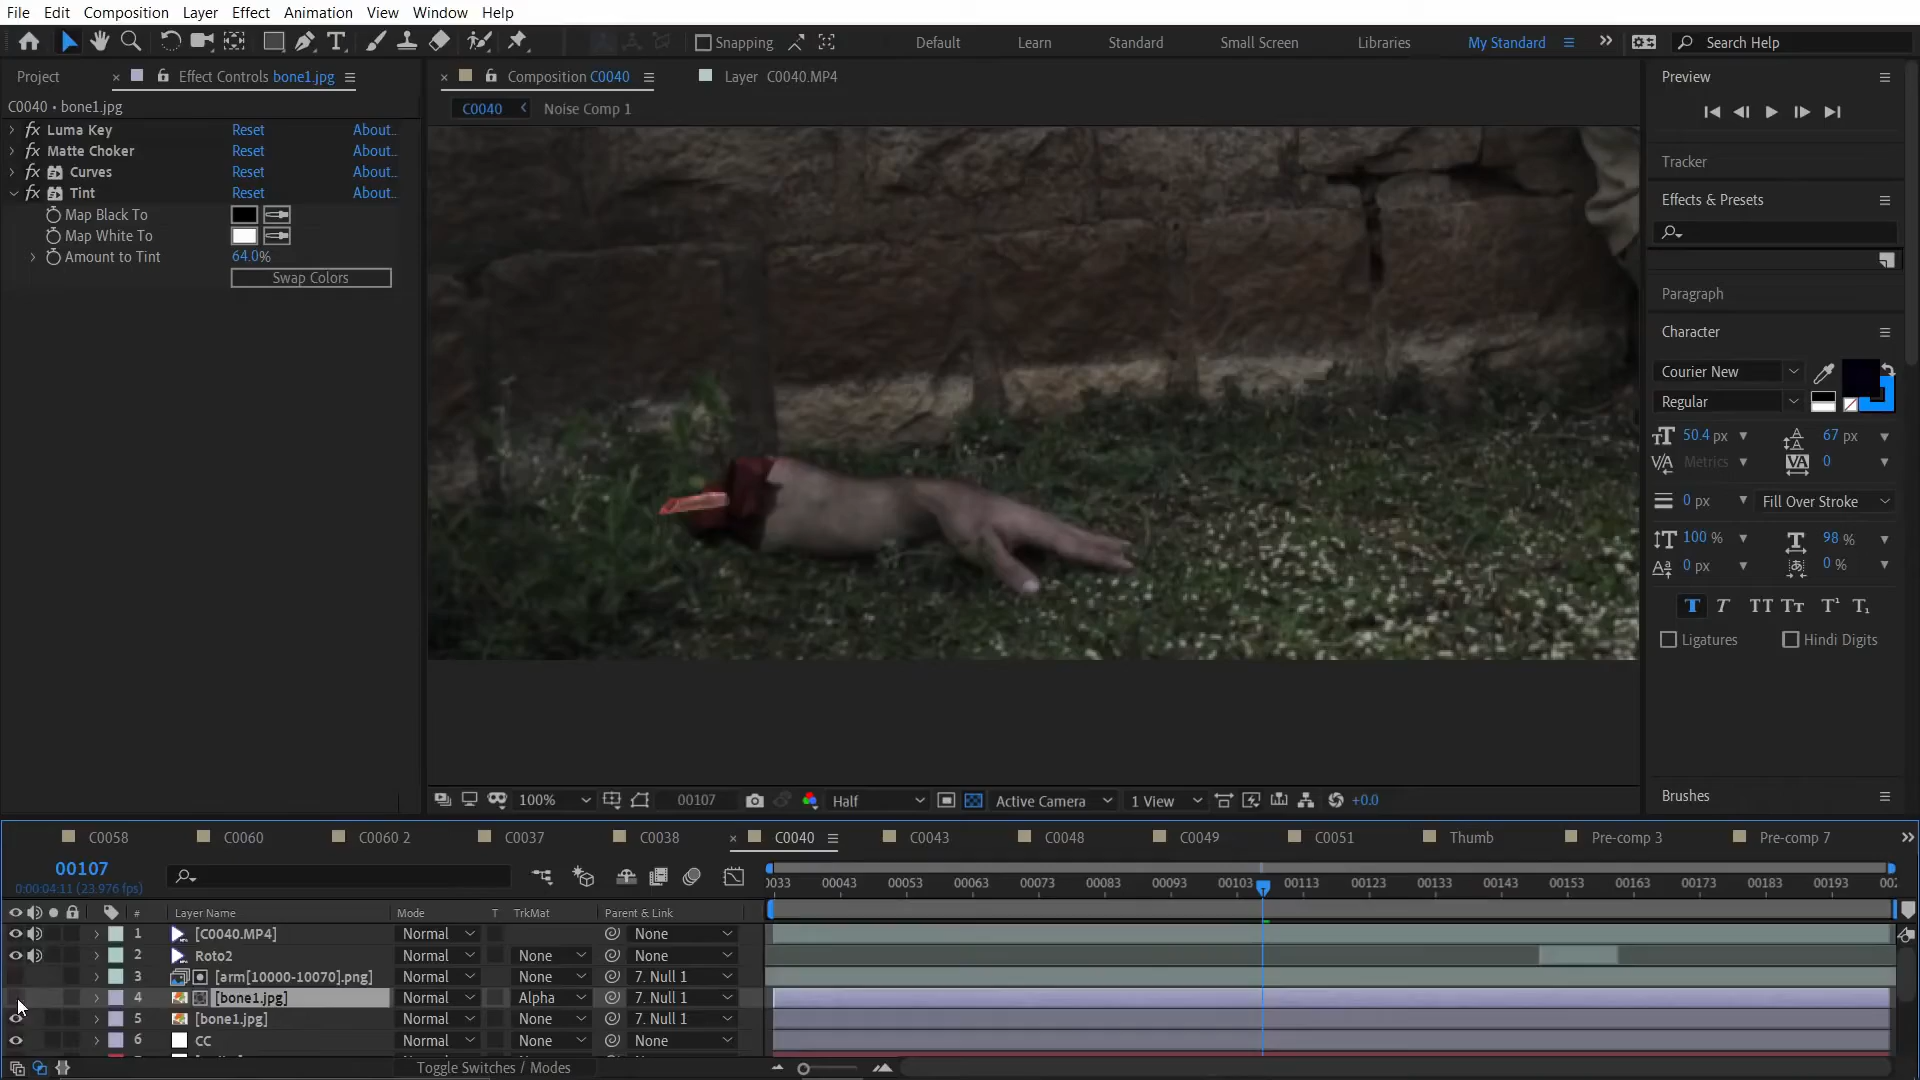 File Edit Composition Layer Effect Animation View Window Help
Snapping Default Learn Standard Small Screen Libraries My Standard Search Help
Project Effect Controls bone1.jpg
C0040 • bone1.jpg
Luma Key Reset About..
Matte Choker Reset About..
Curves Reset About..
Tint Reset About..
Map Black To
Map White To
Amount to Tint 64.0%
Swap Colors
Composition C0040 Layer C0040.MP4
C0040 Noise Comp 1
100% 00107 Half Active Camera 1 View +0.0
Preview
Tracker
Effects & Presets
Paragraph
Character
Courier New
Regular
50.4 px 67 px
Metrics 0
0 px Fill Over Stroke
100 % 98 %
0 px 0 %
T T TT Tt T¹ T₁
Ligatures Hindi Digits
Brushes
C0058 C0060 C0060 2 C0037 C0038 C0040 C0043 C0048 C0049 C0051 Thumb Pre-comp 3 Pre-comp 7
00107
0:00:04:11 (23.976 fps)
0033 00043 00053 00063 00073 00083 00093 00103 00113 00123 00133 00143 00153 00163 00173 00183 00193
# Layer Name Mode T TrkMat Parent & Link
1 [C0040.MP4] Normal None
2 Roto2 Normal None None
3 [arm[10000-10070].png] Normal None 7. Null 1
4 [bone1.jpg] Normal Alpha 7. Null 1
5 [bone1.jpg] Normal None 7. Null 1
6 CC Normal None None
Toggle Switches / Modes